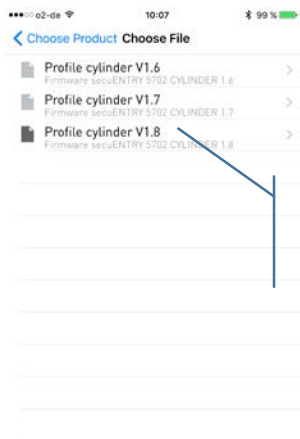 o2-de 10:07 99 %
Choose Product Choose File
Profile cylinder V1.6
Firmware secuENTRY 5702 CYLINDER 1.6
Profile cylinder V1.7
Firmware secuENTRY 5702 CYLINDER 1.7
Profile cylinder V1.8
Firmware secuENTRY 5702 CYLINDER 1.8